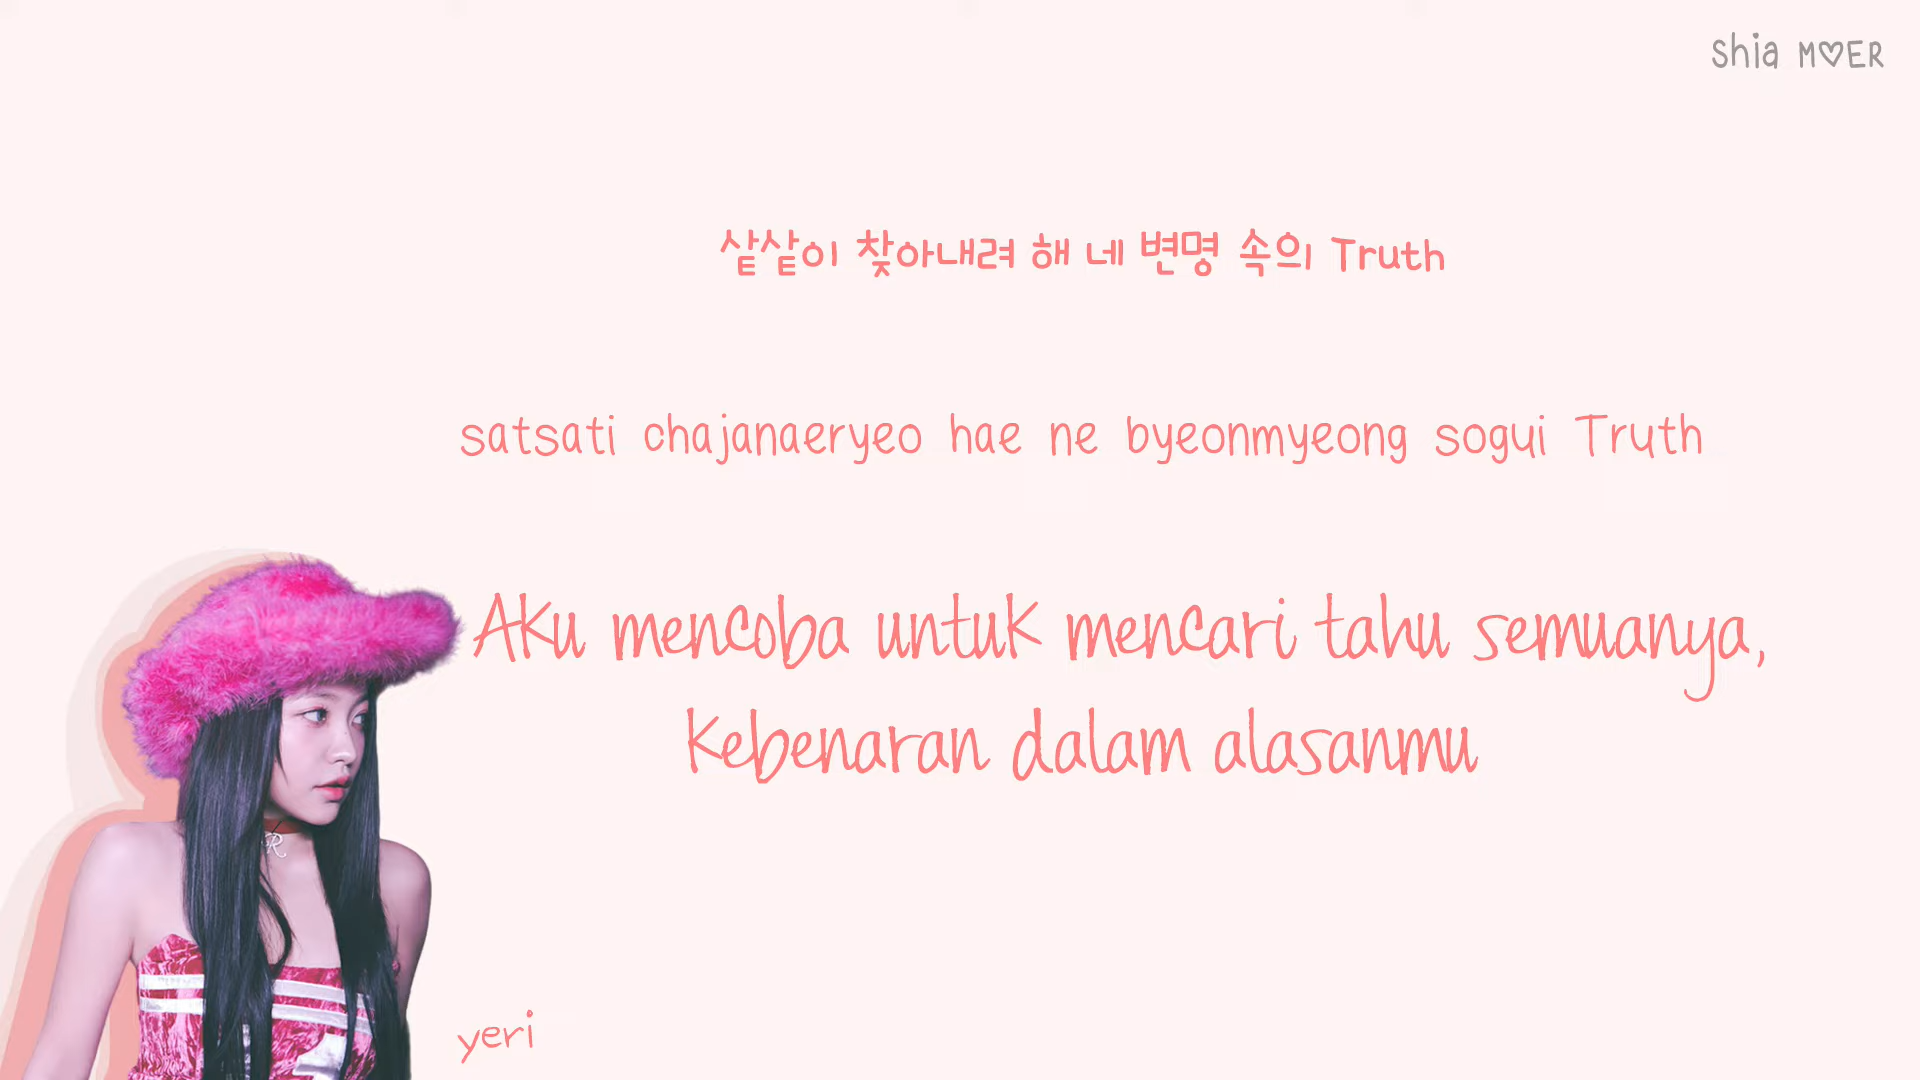 Shia M♡ER
샅샅이 찾아내려 해 네 변명 속의 Truth
satsati chajanaeryeo hae ne byeonmyeong sogui Truth
Aku mencoba untuk mencari tahu semuanya,
Kebenaran dalam alasanmu
R
yeri